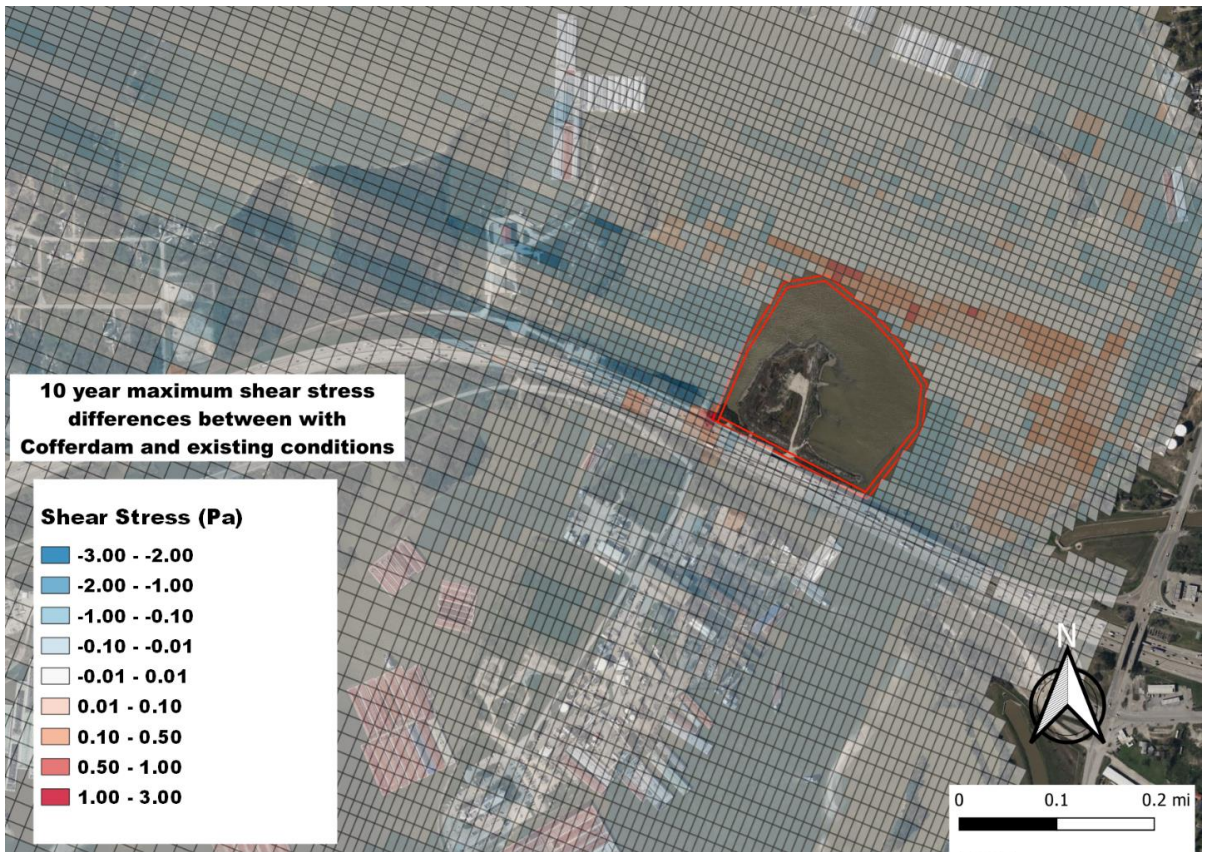 10 year maximum shear stress
differences between with
Cofferdam and existing conditions
Shear Stress (Pa)
-3.00 - -2.00
-2.00 - -1.00
-1.00 - -0.10
-0.10 - -0.01
-0.01 - 0.01
0.01 - 0.10
0.10 - 0.50
0.50 - 1.00
1.00 - 3.00
N
0 0.1 0.2 mi